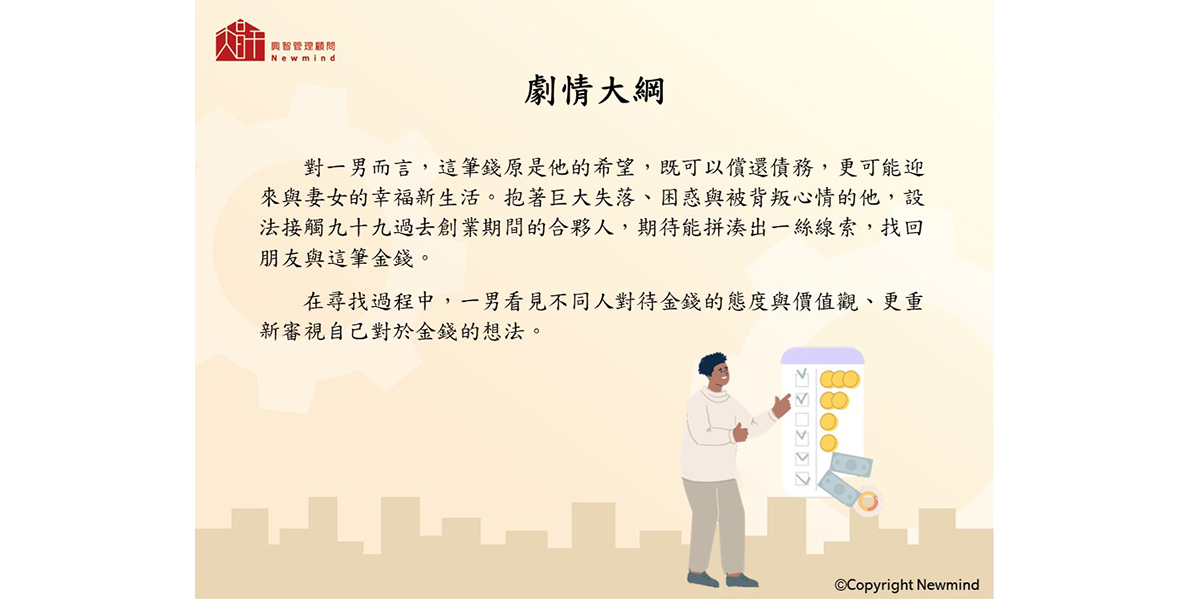 興智管理顧問
Newmind
劇情大綱
對一男而言，這筆錢原是他的希望，既可以償還債務，更可能迎
來與妻女的幸福新生活。抱著巨大失落、困惑與被背叛心情的他，設
法接觸九十九過去創業期間的合夥人，期待能拼湊出一絲線索，找回
朋友與這筆金錢。
在尋找過程中，一男看見不同人對待金錢的態度與價值觀、更重
新審視自己對於金錢的想法。
©Copyright Newmind